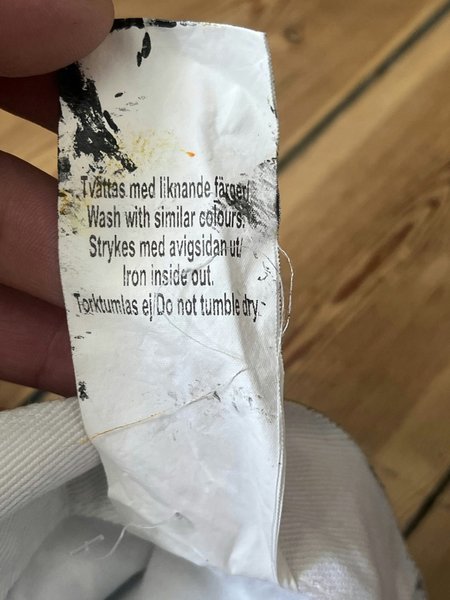 Tvättas med liknande färger/
Wash with similar colours.
Strykes med avigsidan ut/
Iron inside out.
Torktumlas ej/Do not tumble dry.